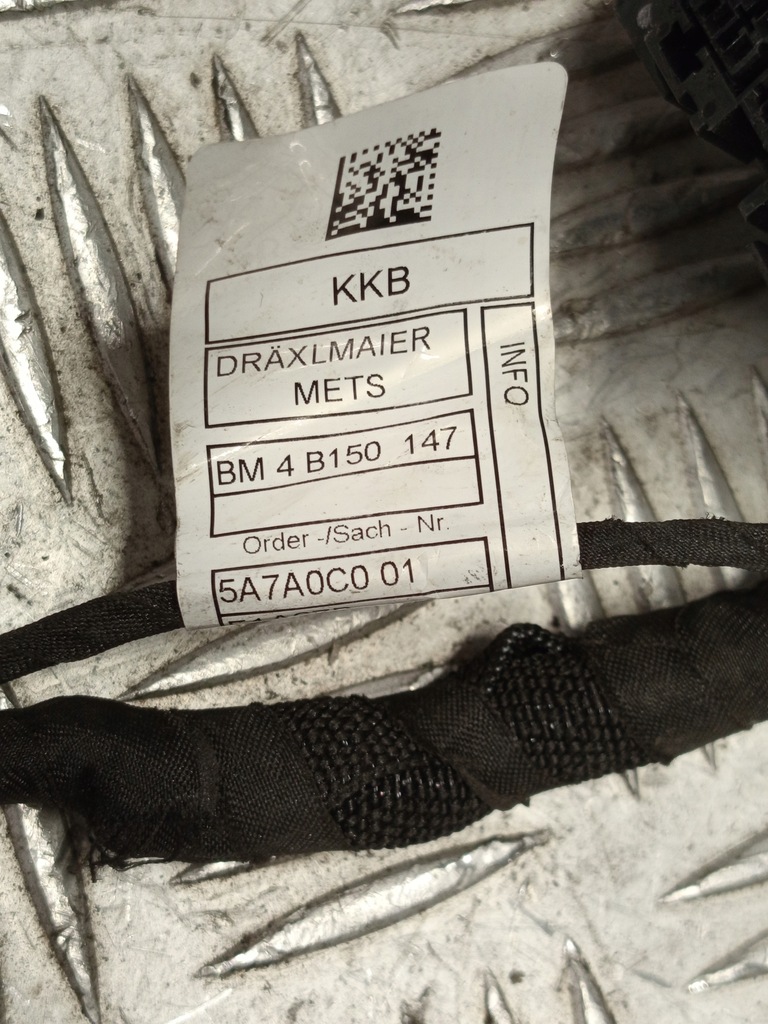 KKB
DRÄXLMAIER
METS
INFO
BM 4 B150 147
Order -/Sach - Nr.
5A7A0C0 01